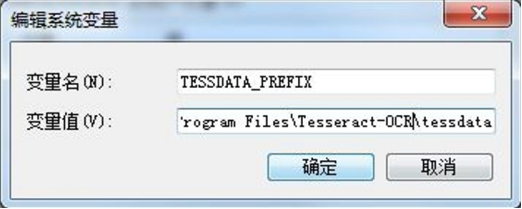 编辑系统变量
变量名(N):
TESSDATA_PREFIX
变量值(V):
rogram Files\Tesseract-OCR\tessdata
确定
取消